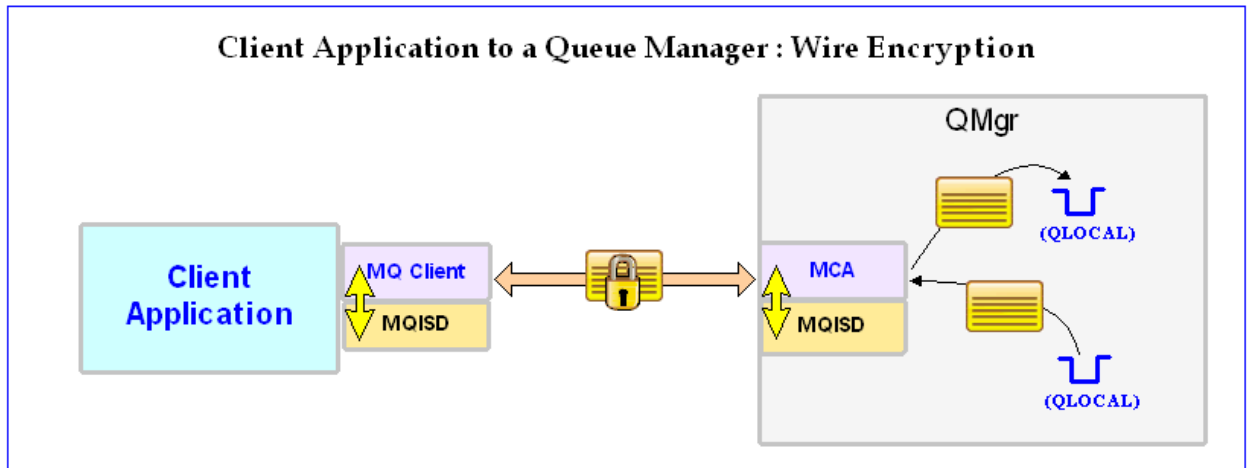 Client Application to a Queue Manager : Wire Encryption
QMgr
(QLOCAL)
Client
Application
MQ Client
MQISD
MCA
MQISD
(QLOCAL)